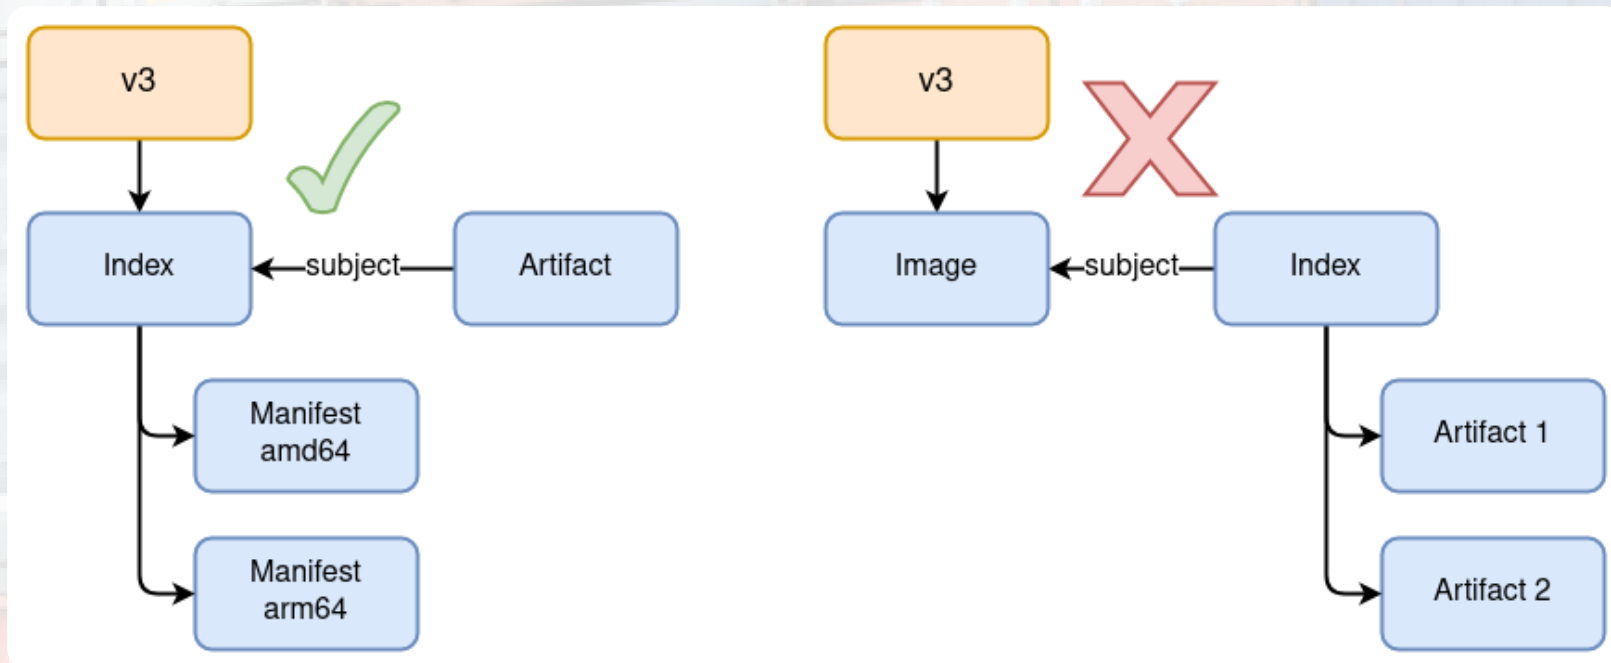 v3
Index
subject
Artifact
Manifest
amd64
Manifest
arm64
v3
Image
subject
Index
Artifact 1
Artifact 2